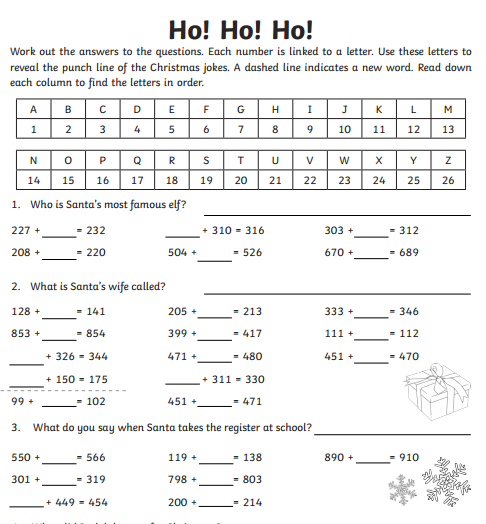 Ho! Ho! Ho!
Work out the answers to the questions. Each number is linked to a letter. Use these letters to
reveal the punch line of the Christmas jokes. A dashed line indicates a new word. Read down
each column to find the letters in order.
A B C D E F G H I J K L M
1 2 3 4 5 6 7 8 9 10 11 12 13
N O P Q R S T U V W X Y Z
14 15 16 17 18 19 20 21 22 23 24 25 26
1. Who is Santa's most famous elf? ____
227 + ____ = 232 ____ + 310 = 316 303 + ____ = 312
208 + ____ = 220 504 + ____ = 526 670 + ____ = 689
2. What is Santa's wife called? ____
128 + ____ = 141 205 + ____ = 213 333 + ____ = 346
853 + ____ = 854 399 + ____ = 417 111 + ____ = 112
____ + 326 = 344 471 + ____ = 480 451 + ____ = 470
____ + 150 = 175 ____ + 311 = 330
99 + ____ = 102 451 + ____ = 471
3. What do you say when Santa takes the register at school? ____
550 + ____ = 566 119 + ____ = 138 890 + ____ = 910
301 + ____ = 319 798 + ____ = 803
____ + 449 = 454 200 + ____ = 214